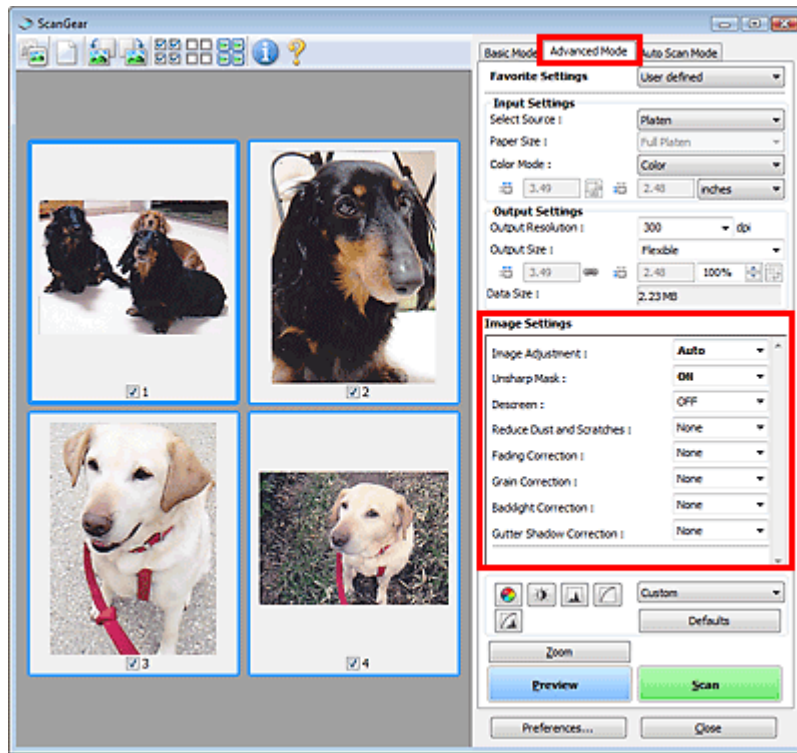 ScanGear
Basic Mode Advanced Mode Auto Scan Mode
Favorite Settings User defined
Input Settings
Select Source : Platen
Paper Size : Full Platen
Color Mode : Color
3.49 2.48 inches
Output Settings
Output Resolution : 300 dpi
Output Size : Flexible
3.49 2.48 100%
Data Size : 2.23 MB
Image Settings
Image Adjustment : Auto
Unsharp Mask : ON
Descreen : OFF
Reduce Dust and Scratches : None
Fading Correction : None
Grain Correction : None
Backlight Correction : None
Gutter Shadow Correction : None
1
2
3
4
Custom
Defaults
Zoom
Preview Scan
Preferences... Close